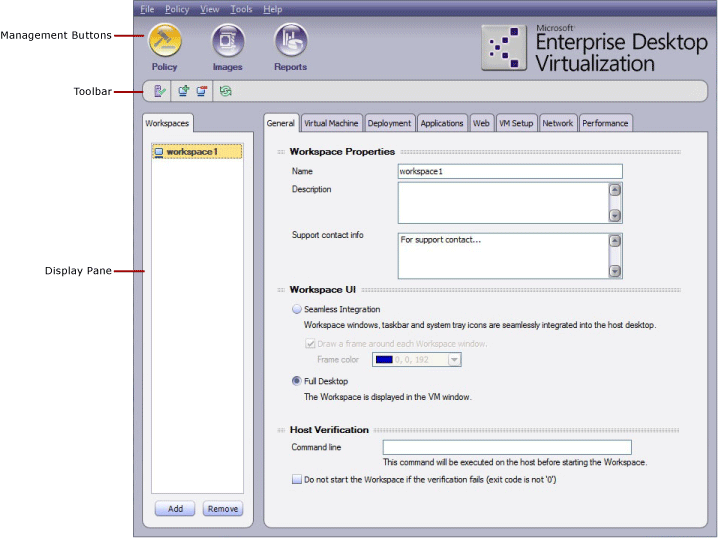 File Policy View Tools Help
Management Buttons
Policy Images Reports
Microsoft
Enterprise Desktop
Virtualization
Toolbar
Workspaces
General Virtual Machine Deployment Applications Web VM Setup Network Performance
workspace1
Workspace Properties
Name workspace1
Description
Support contact info For support contact...
Display Pane
Workspace UI
Seamless Integration
Workspace windows, taskbar and system tray icons are seamlessly integrated into the host desktop.
Draw a frame around each Workspace window.
Frame color 0, 0, 192
Full Desktop
The Workspace is displayed in the VM window.
Host Verification
Command line
This command will be executed on the host before starting the Workspace.
Do not start the Workspace if the verification fails (exit code is not '0')
Add Remove